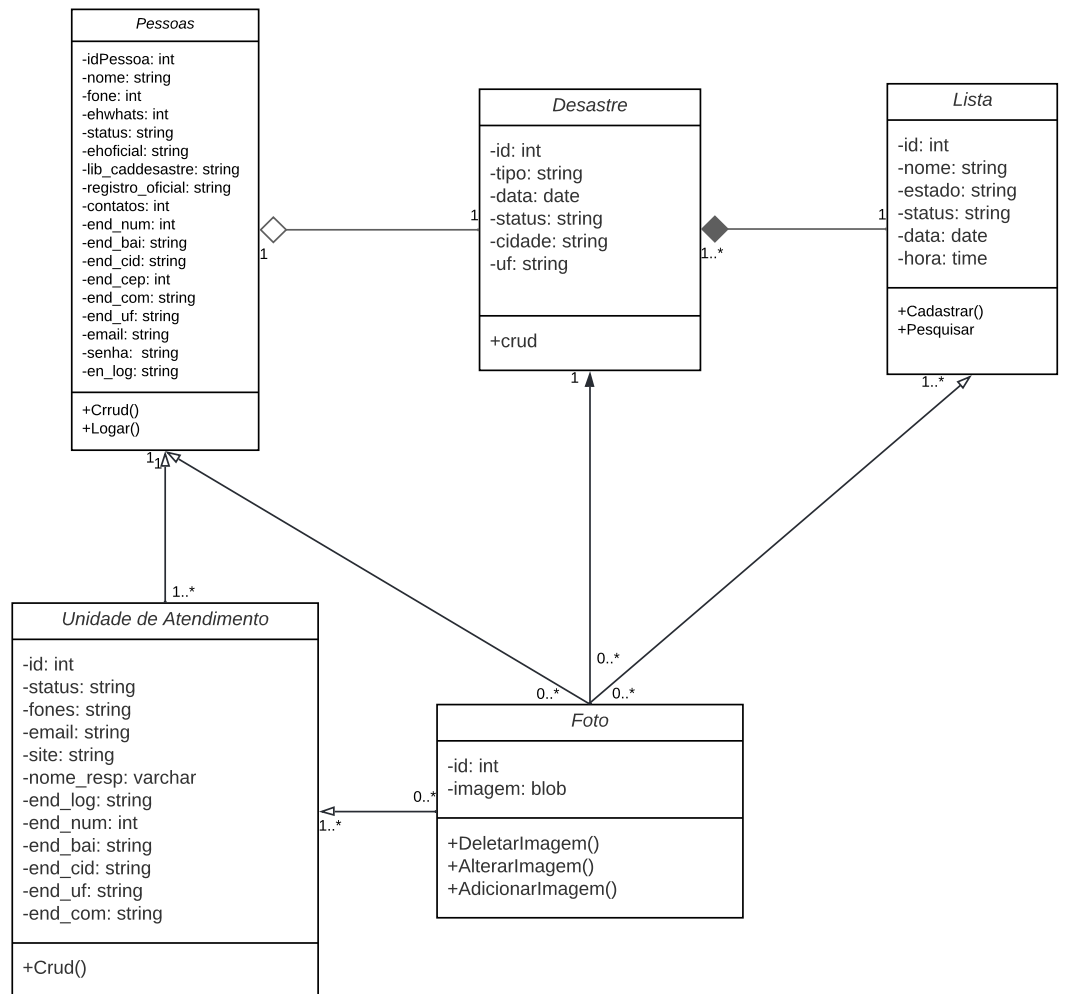 Pessoas
-idPessoa: int
-nome: string
-fone: int
-ehwhats: int
-status: string
-ehoficial: string
-lib_caddesastre: string
-registro_oficial: string
-contatos: int
-end_num: int
-end_bai: string
-end_cid: string
-end_cep: int
-end_com: string
-end_uf: string
-email: string
-senha:  string
-en_log: string
+Crrud()
+Logar()
1
1
Desastre
-id: int
-tipo: string
-data: date
-status: string
-cidade: string
-uf: string
+crud
1..*
1
Lista
-id: int
-nome: string
-estado: string
-status: string
-data: date
-hora: time
+Cadastrar()
+Pesquisar
1
1
1
1..*
1..*
0..*
0..*
0..*
Unidade de Atendimento
-id: int
-status: string
-fones: string
-email: string
-site: string
-nome_resp: varchar
-end_log: string
-end_num: int
-end_bai: string
-end_cid: string
-end_uf: string
-end_com: string
+Crud()
0..*
1..*
Foto
-id: int
-imagem: blob
+DeletarImagem()
+AlterarImagem()
+AdicionarImagem()